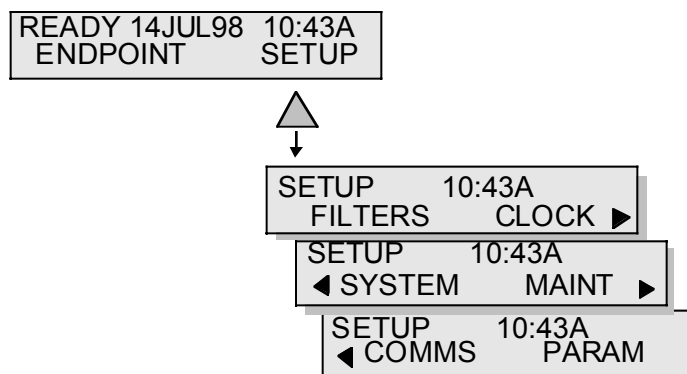 READY 14JUL98 10:43A
ENDPOINT SETUP
SETUP 10:43A
FILTERS CLOCK
SETUP 10:43A
SYSTEM MAINT
SETUP 10:43A
COMMS PARAM